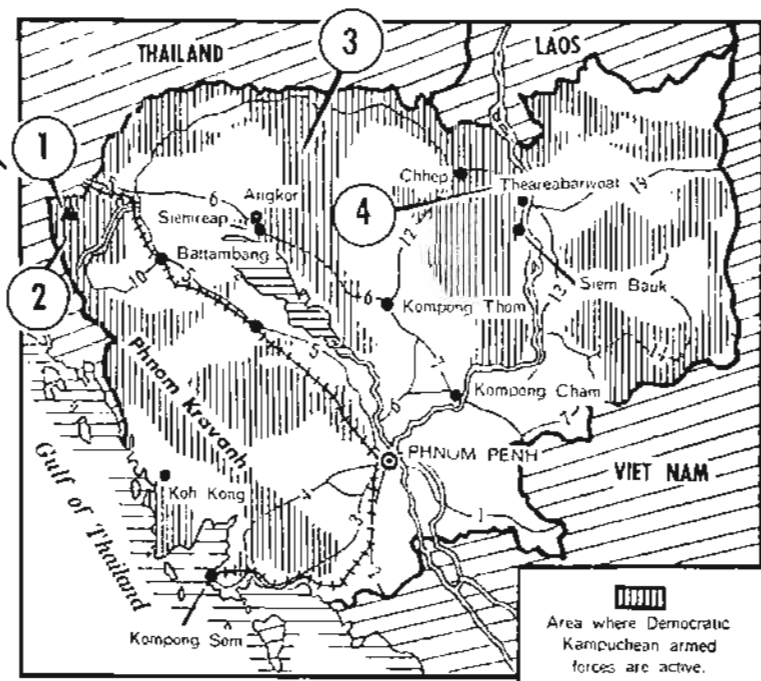 THAILAND
3
LAOS
1
Chhep
Theareabarwoat
6
Angkor
4
19
Siemreap
12
Battambang
2
10
5
Siem Bauk
6
Kompong Thom
13
5
Phnom Kravanh
7
Kompong Cham
6
7
PHNUM PENH
VIET NAM
Gulf of Thailand
Koh Kong
4
3
1
2
Kompong Som
Area where Democratic
Kampuchean armed
forces are active.